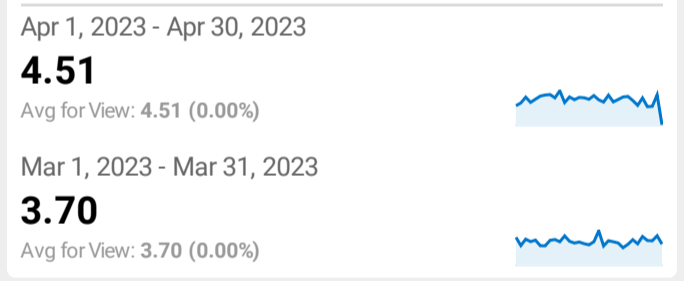 Apr 1, 2023 - Apr 30, 2023
4.51
Avg for View: 4.51 (0.00%)
Mar 1, 2023 - Mar 31, 2023
3.70
Avg for View: 3.70 (0.00%)